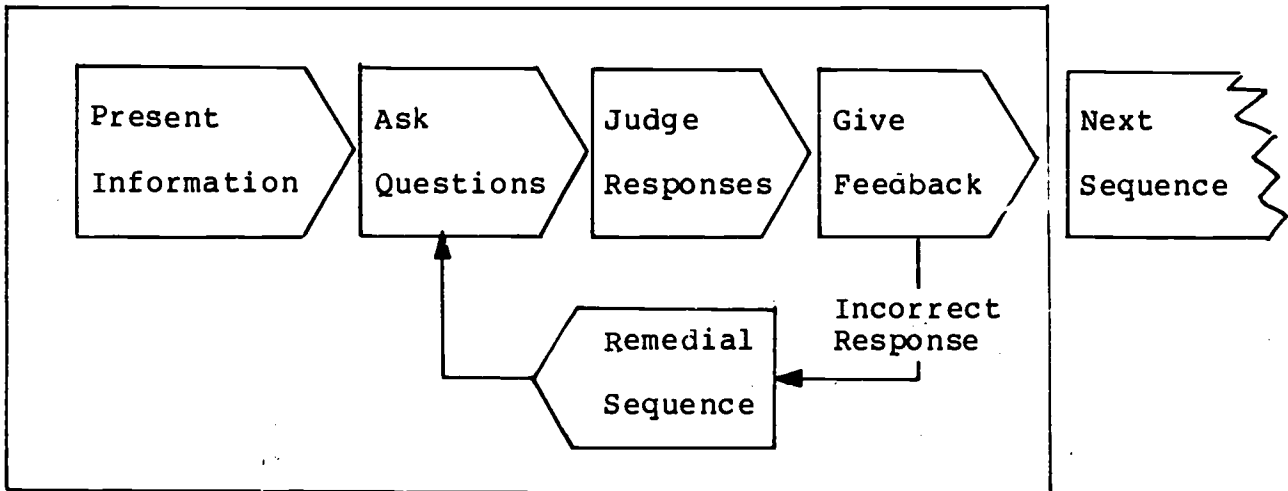 Present
Information
Ask
Questions
Judge
Responses
Give
Feedback
Next
Sequence
Incorrect
Response
Remedial
Sequence